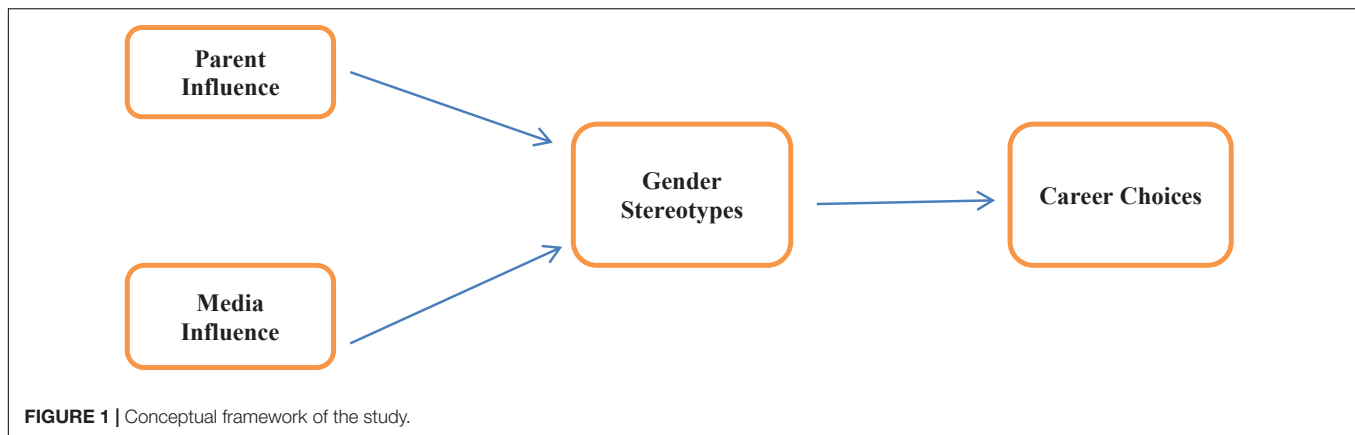 Parent
Influence
Gender
Stereotypes
Career Choices
Media
Influence
FIGURE 1 | Conceptual framework of the study.